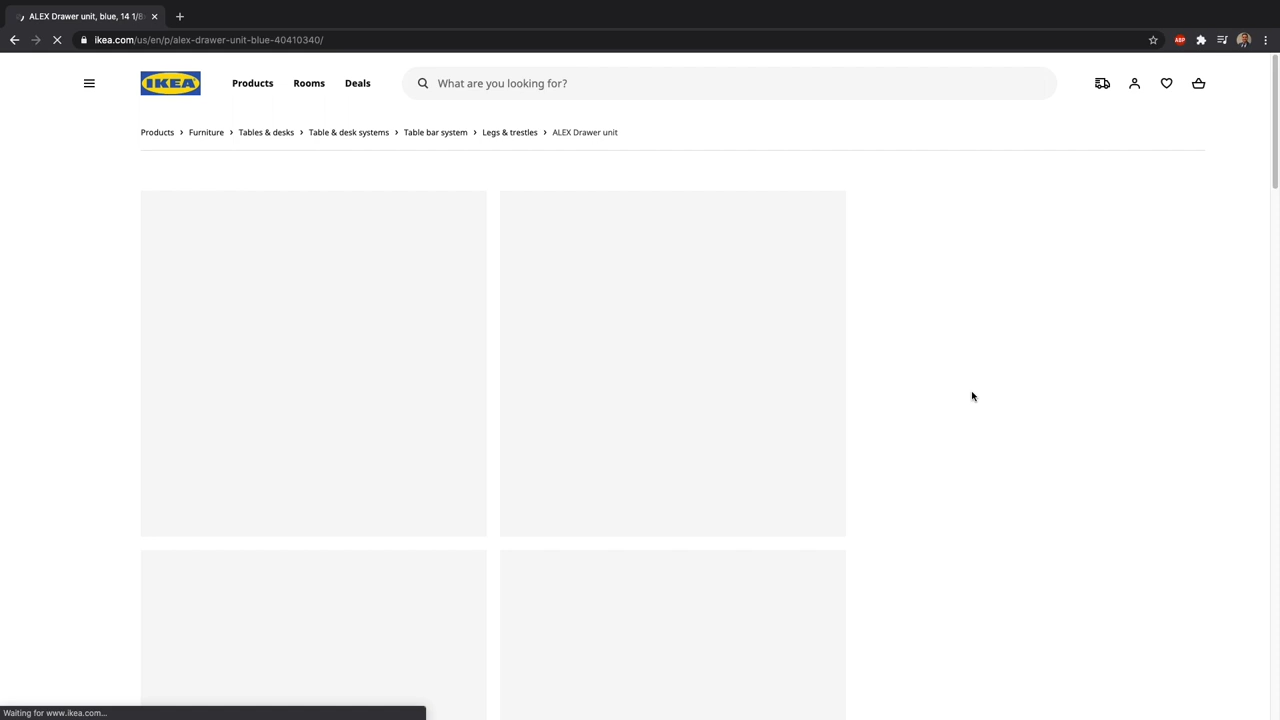 ALEX Drawer unit, blue, 14 1/8
ikea.com/us/en/p/alex-drawer-unit-blue-40410340/
ABP
IKEA
Products
Rooms
Deals
What are you looking for?
Products › Furniture › Tables & desks › Table & desk systems › Table bar system › Legs & trestles › ALEX Drawer unit
Waiting for www.ikea.com...